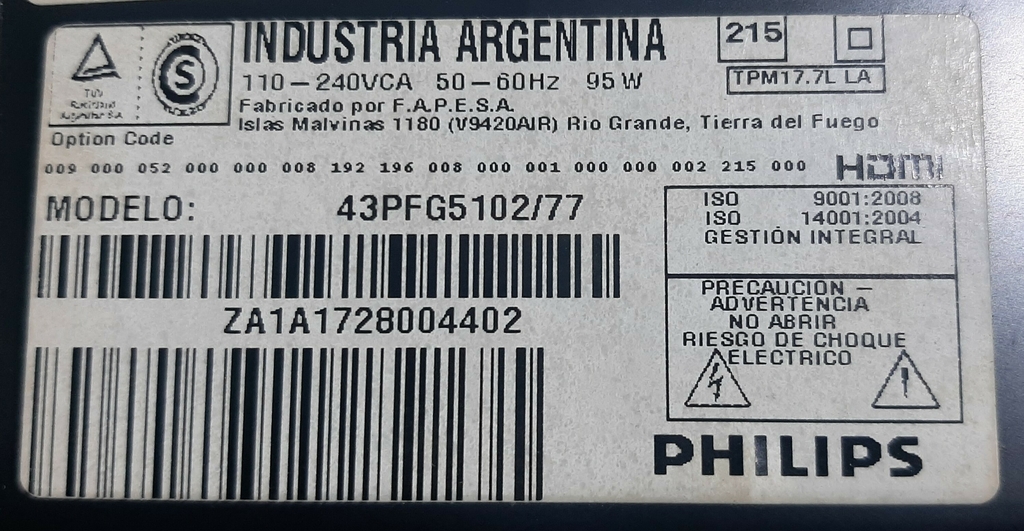 INDUSTRIA ARGENTINA
110-240VCA 50-60Hz 95W
Fabricado por F.A.P.E.S.A.
Islas Malvinas 1180 (V9420AIR) Rio Grande, Tierra del Fuego
215
TPM17.7L LA
TUV
S
Option Code
009 000 052 000 000 008 192 196 008 000 001 000 000 000 002 215 000
HDMI
MODELO: 43PFG5102/77
ZA1A1728004402
ISO 9001:2008
ISO 14001:2004
GESTIÓN INTEGRAL
PRECAUCION -
ADVERTENCIA
NO ABRIR
RIESGO DE CHOQUE
ELECTRICO
PHILIPS